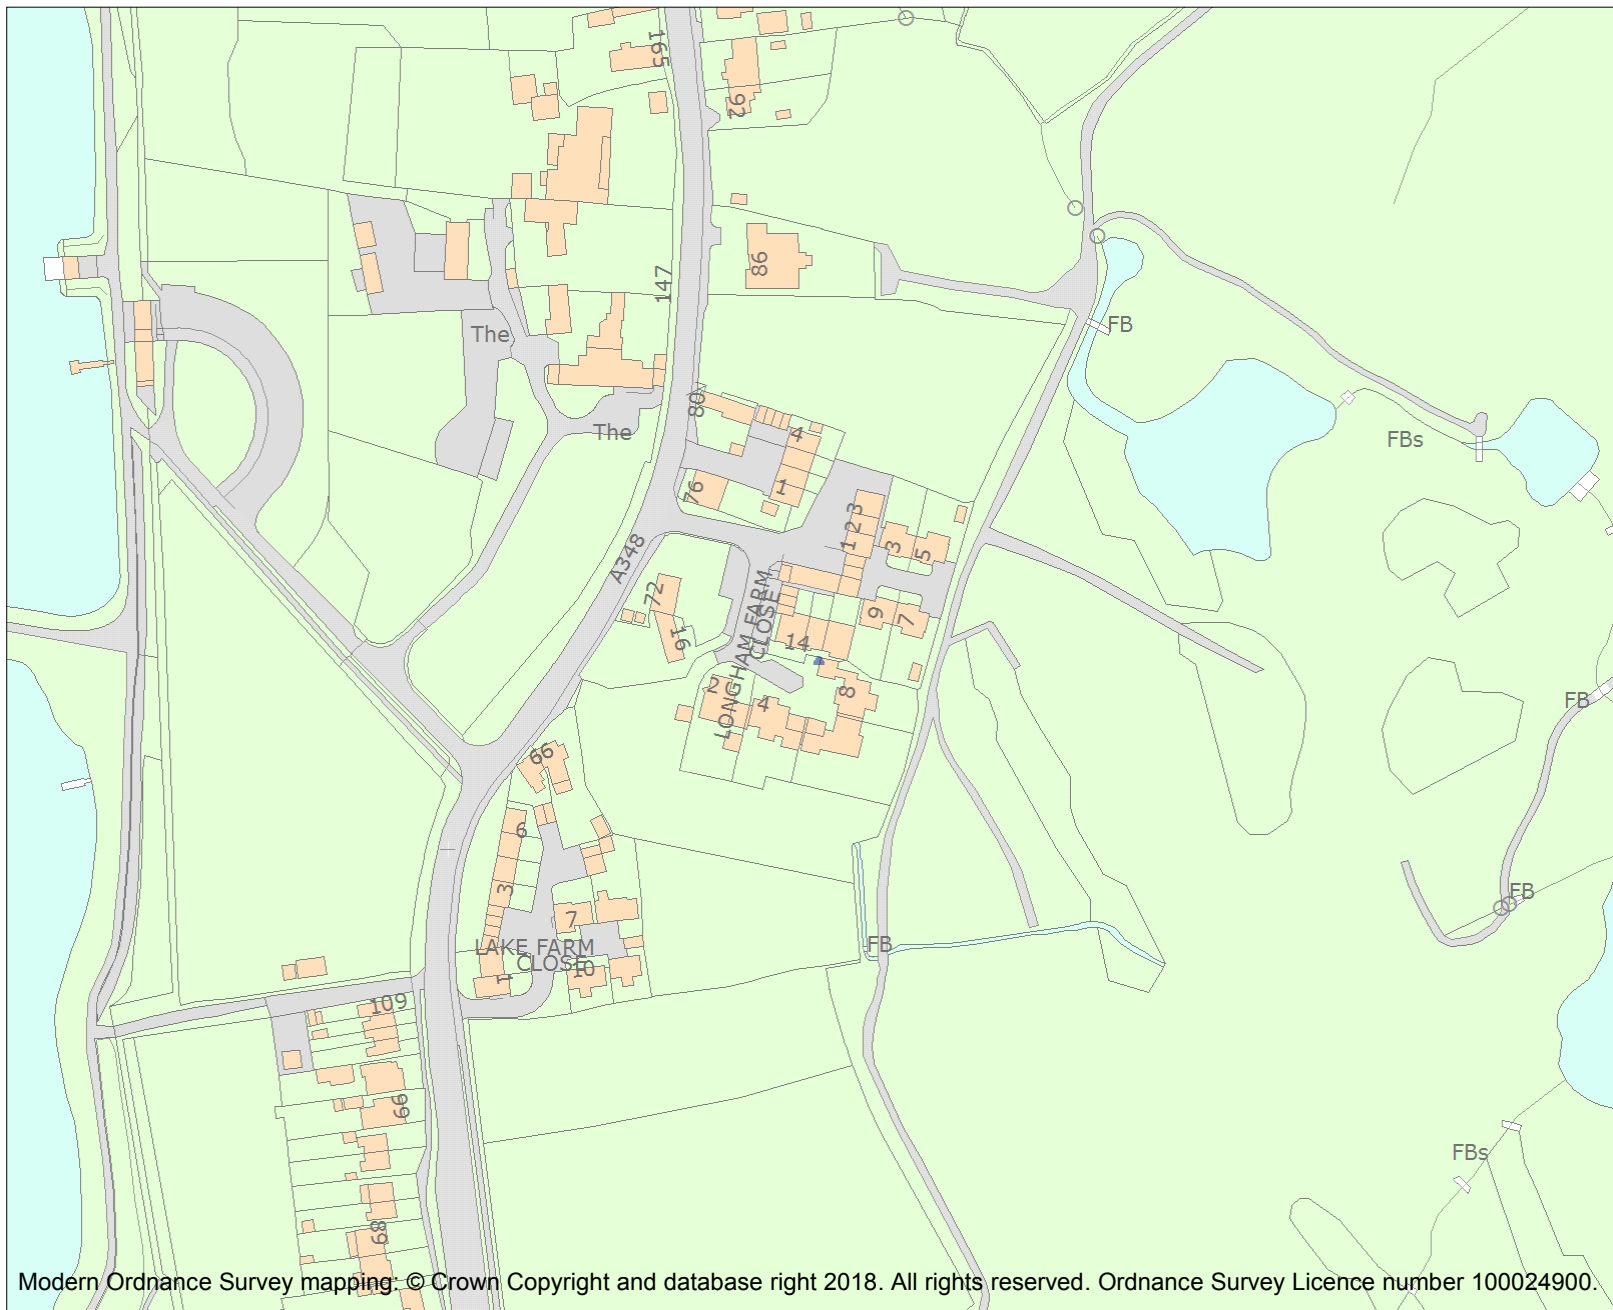 165
92
147
86
The
FB
80
The
4
FBs
76
1
3
2
1
3
5
A348
72
LONGHAM FARM
CLOSE
9
7
16
14
2
4
8
FB
66
6
3
FB
7
LAKE FARM
CLOSE
FB
10
1
109
99
FBs
89
Modern Ordnance Survey mapping: © Crown Copyright and database right 2018. All rights reserved. Ordnance Survey Licence number 100024900.